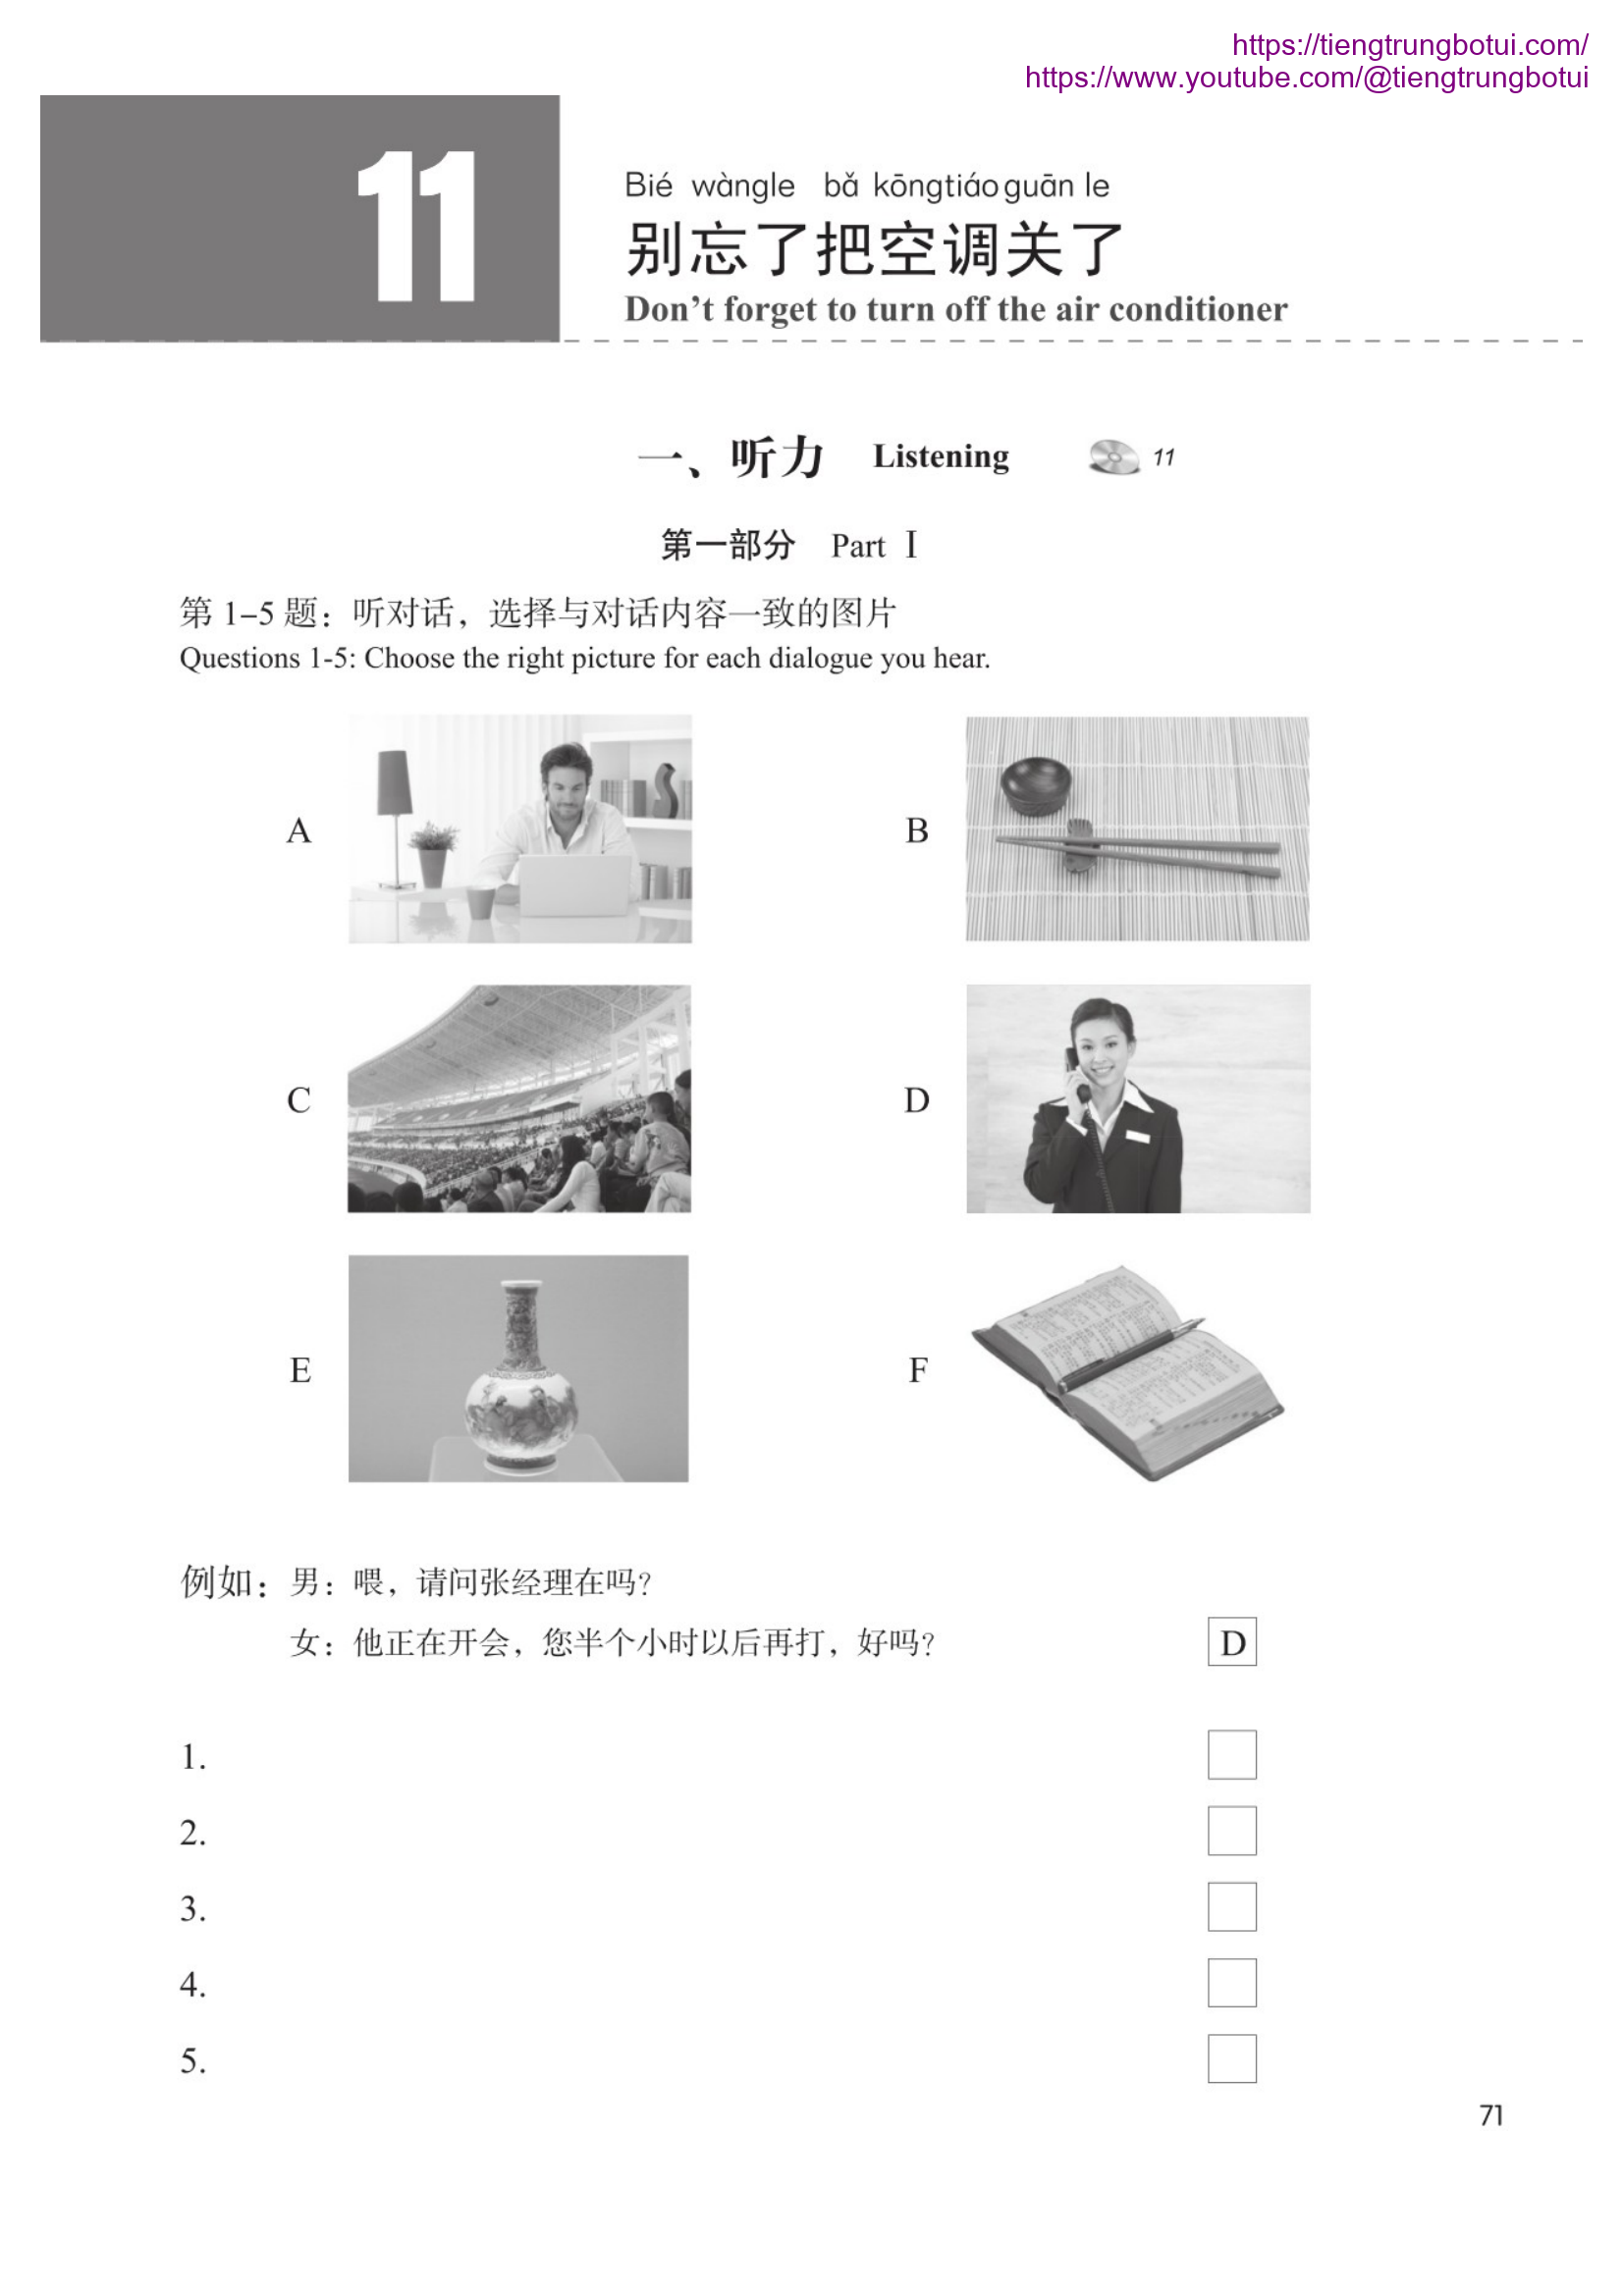 https://tiengtrungbotui.com/
https://www.youtube.com/@tiengtrungbotui
11
Bié wàngle bǎ kōngtiáo guān le
别忘了把空调关了
Don't forget to turn off the air conditioner
一、听力 Listening 11
第一部分 Part Ⅰ
第 1–5 题：听对话，选择与对话内容一致的图片
Questions 1-5: Choose the right picture for each dialogue you hear.
A
B
C
D
E
F
例如：男：喂，请问张经理在吗？
女：他正在开会，您半个小时以后再打，好吗？ D
1.
2.
3.
4.
5.
71